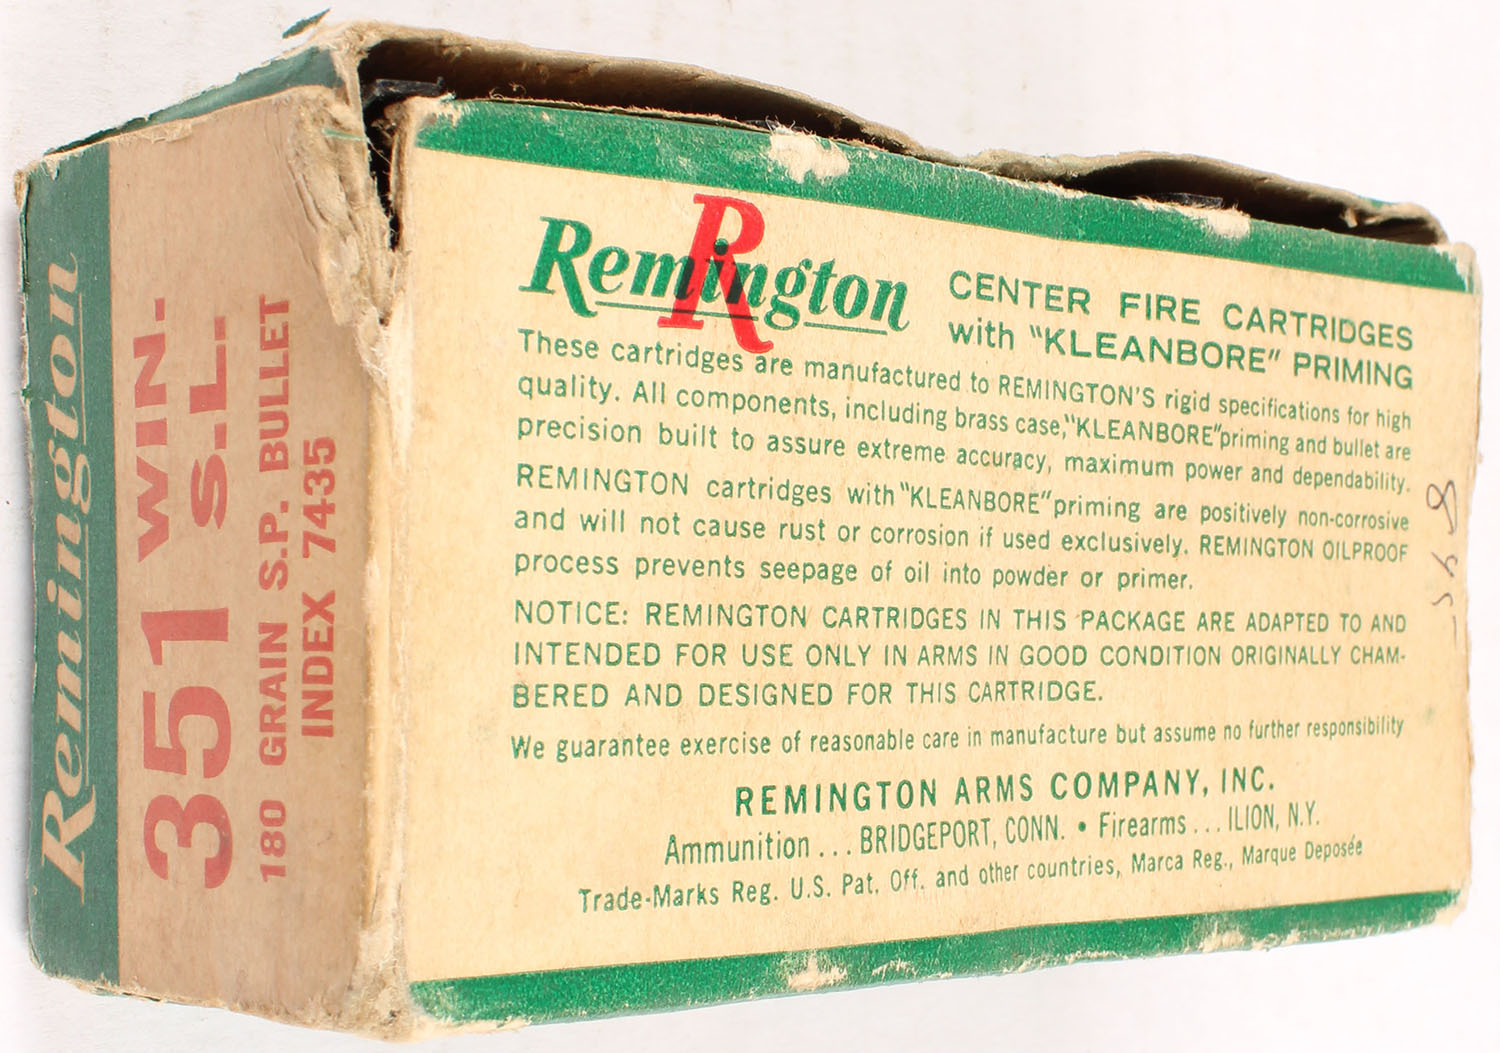 Remington
351 WIN.
S.L.
180 GRAIN S.P. BULLET
INDEX 7435
R
Remington
CENTER FIRE CARTRIDGES
with "KLEANBORE" PRIMING
These cartridges are manufactured to REMINGTON'S rigid specifications for high
quality. All components, including brass case, "KLEANBORE" priming and bullet are
precision built to assure extreme accuracy, maximum power and dependability.
REMINGTON cartridges with "KLEANBORE" priming are positively non-corrosive
and will not cause rust or corrosion if used exclusively. REMINGTON OILPROOF
process prevents seepage of oil into powder or primer.
NOTICE: REMINGTON CARTRIDGES IN THIS PACKAGE ARE ADAPTED TO AND
INTENDED FOR USE ONLY IN ARMS IN GOOD CONDITION ORIGINALLY CHAM-
BERED AND DESIGNED FOR THIS CARTRIDGE.
We guarantee exercise of reasonable care in manufacture but assume no further responsibility
REMINGTON ARMS COMPANY, INC.
Ammunition... BRIDGEPORT, CONN. • Firearms... ILION, N.Y.
Trade-Marks Reg. U.S. Pat. Off. and other countries, Marca Reg., Marque Deposée